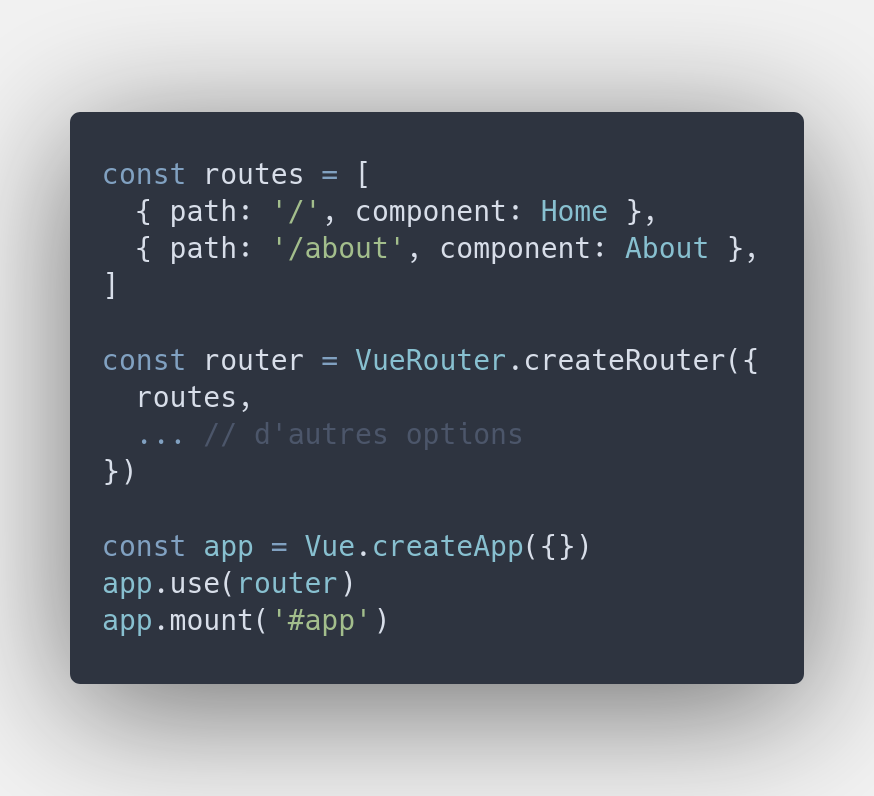 const routes = [
  { path: '/', component: Home },
  { path: '/about', component: About },
]

const router = VueRouter.createRouter({
  routes,
  ... // d'autres options
})

const app = Vue.createApp({})
app.use(router)
app.mount('#app')